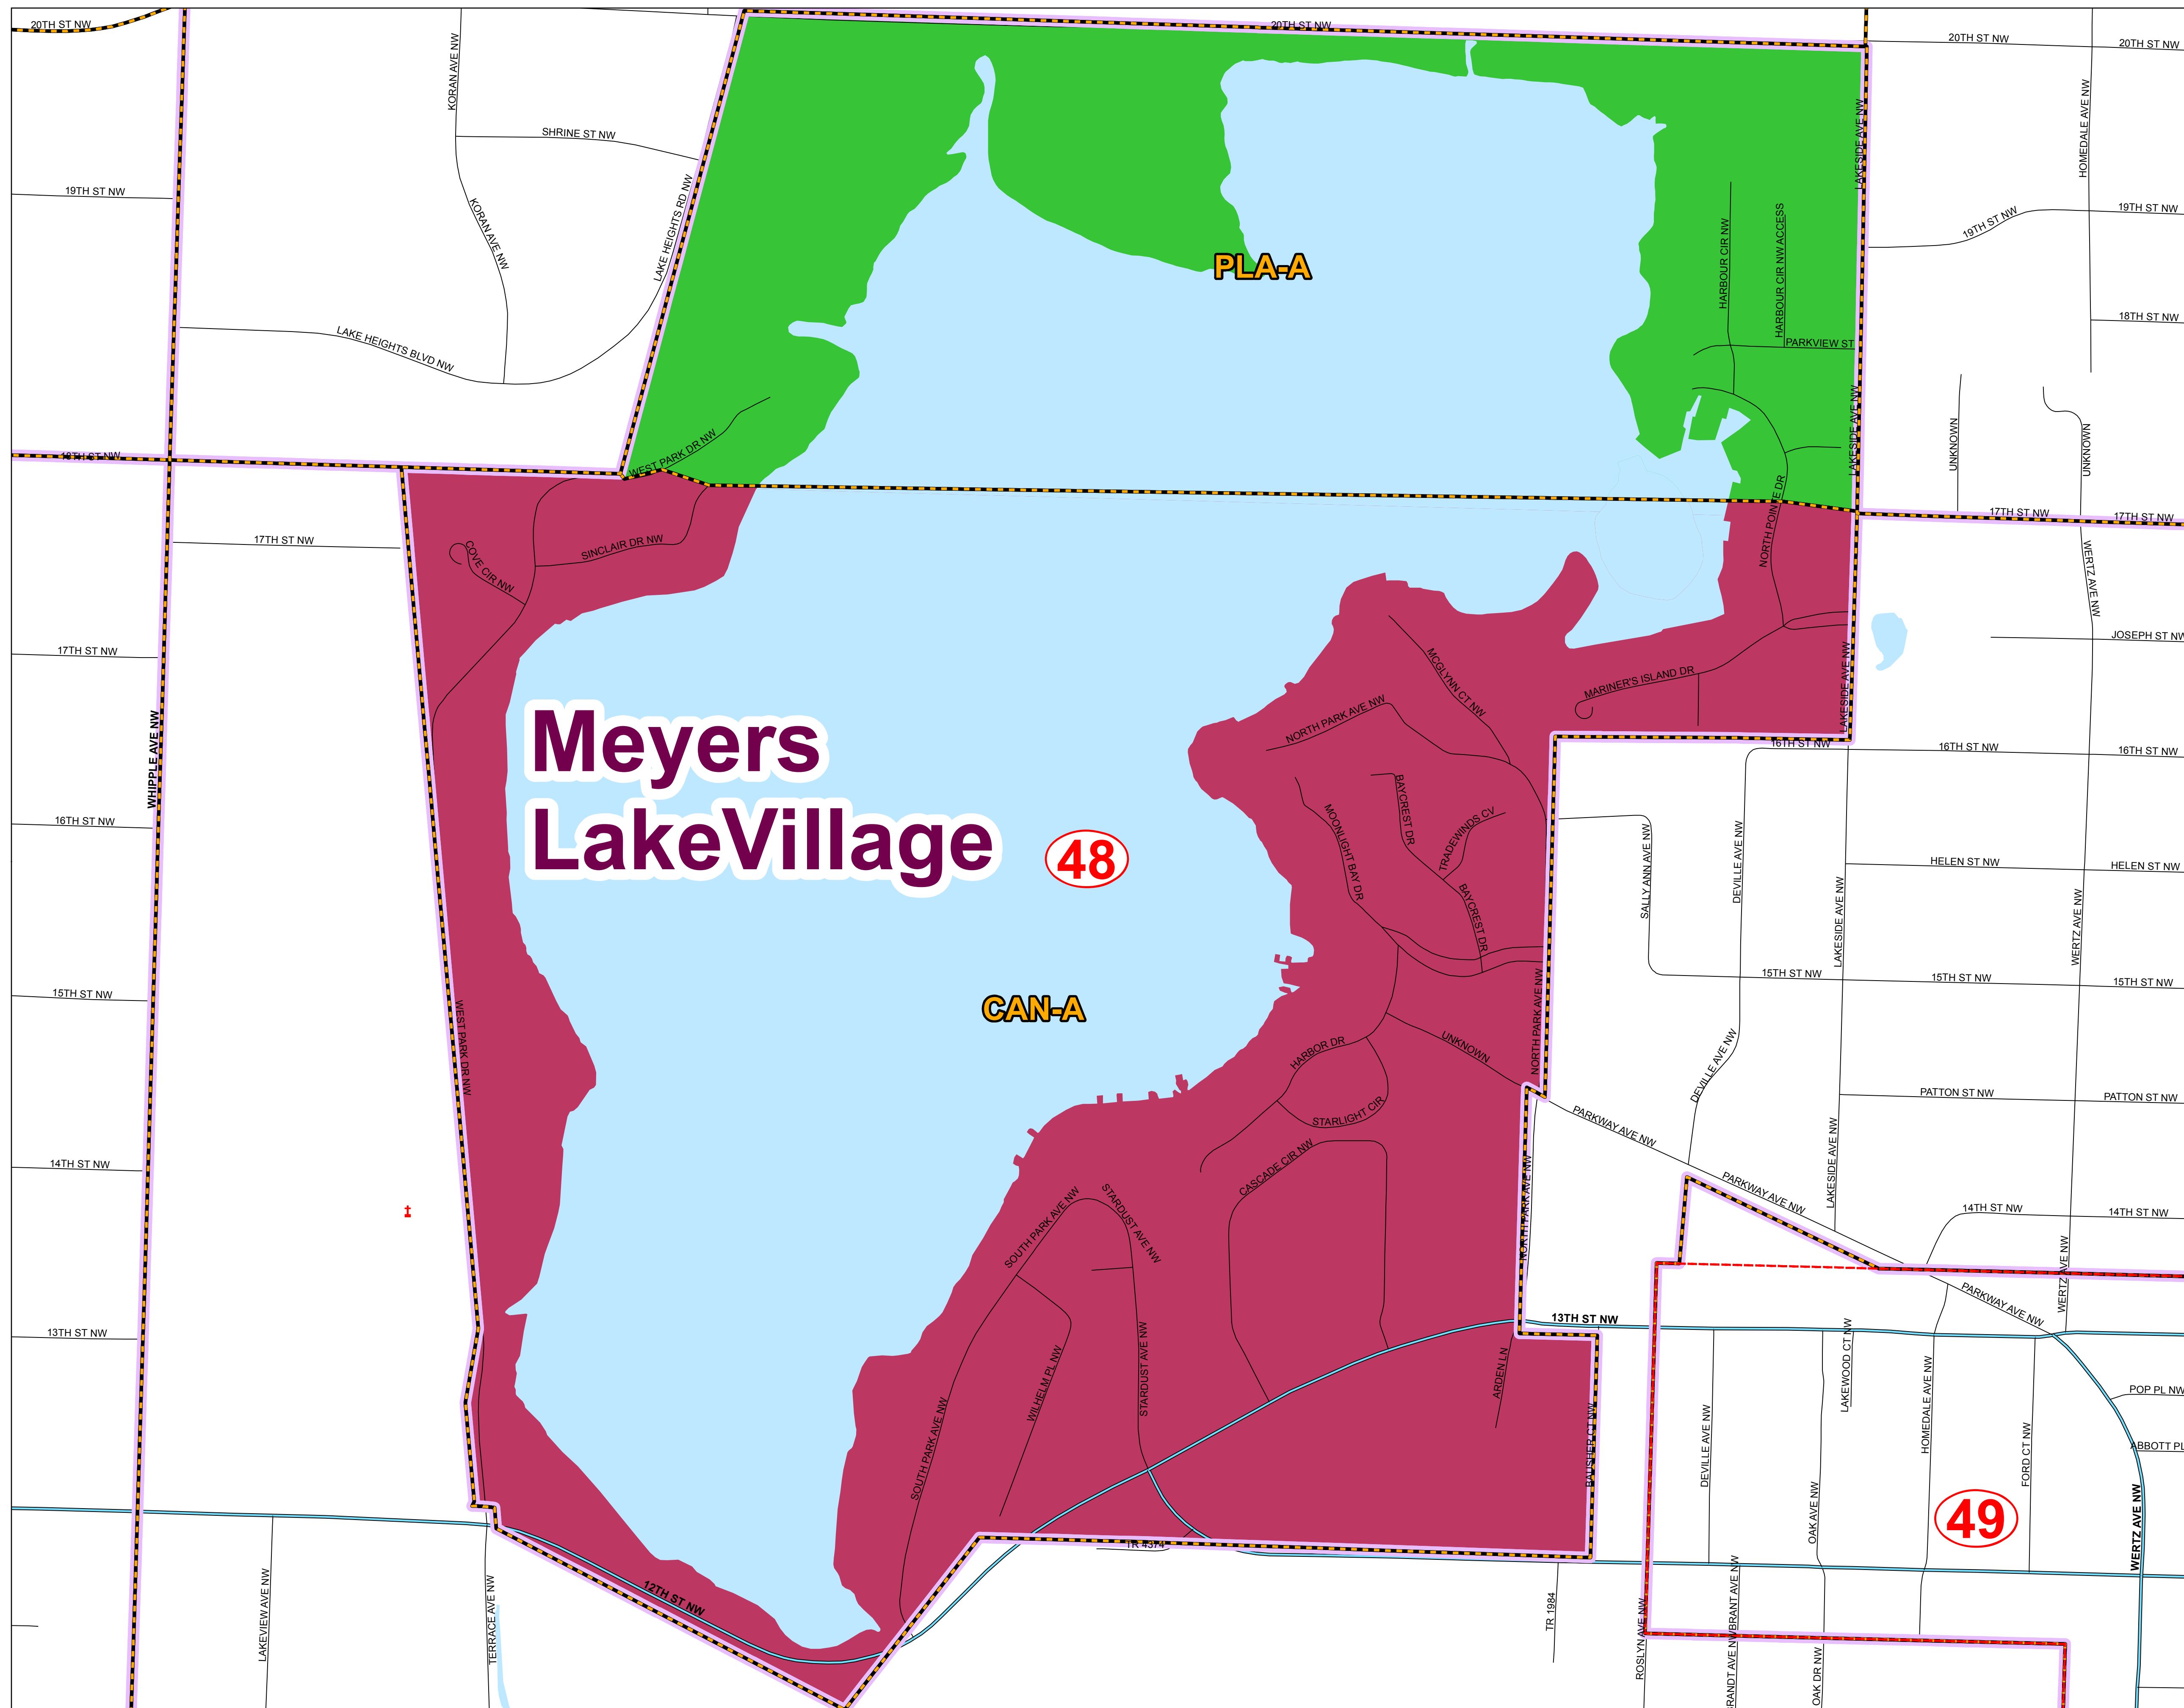 20TH ST NW
20TH ST NW
20TH ST NW
20TH ST NW
KORAN AVE NW
SHRINE ST NW
LAKESIDE AVE NW
HOMEDALE AVE NW
19TH ST NW
KORAN AVE NW
LAKE HEIGHTS RD NW
PLA-A
HARBOUR CIR NW
HARBOUR CIR NW ACCESS
19TH ST NW
19TH ST NW
18TH ST NW
LAKE HEIGHTS BLVD NW
PARKVIEW ST
WEST PARK DR NW
18TH ST NW
LAKESIDE AVE NW
UNKNOWN
UNKNOWN
NORTH POINTE DR
17TH ST NW
17TH ST NW
17TH ST NW
COVE CIR NW
SINCLAIR DR NW
WERTZ AVE NW
17TH ST NW
JOSEPH ST NW
MCGLYNN CT NW
MARINER'S ISLAND DR
LAKESIDE AVE NW
NORTH PARK AVE NW
WHIPPLE AVE NW
Meyers
LakeVillage
48
16TH ST NW
16TH ST NW
16TH ST NW
16TH ST NW
BAYCREST DR
MOONLIGHT BAY DR
TRADEWINDS CV
BAYCREST DR
SALLY ANN AVE NW
DEVILLE AVE NW
LAKESIDE AVE NW
HELEN ST NW
HELEN ST NW
WERTZ AVE NW
15TH ST NW
15TH ST NW
15TH ST NW
15TH ST NW
CAN-A
WEST PARK DR NW
HARBOR DR
UNKNOWN
NORTH PARK AVE NW
DEVILLE AVE NW
STARLIGHT CIR
PATTON ST NW
PATTON ST NW
PARKWAY AVE NW
14TH ST NW
CASCADE CIR NW
NORTH PARK AVE NW
LAKESIDE AVE NW
PARKWAY AVE NW
SOUTH PARK AVE NW
STARDUST AVE NW
14TH ST NW
14TH ST NW
WERTZ AVE NW
PARKWAY AVE NW
13TH ST NW
13TH ST NW
STARDUST AVE NW
WILHELM PL NW
SOUTH PARK AVE NW
ARDEN LN
BAUSHER CT NW
DEVILLE AVE NW
LAKEWOOD CT NW
OAK AVE NW
HOMEDALE AVE NW
FORD CT NW
POP PL NW
ABBOTT PL
49
WERTZ AVE NW
TR 4374
12TH ST NW
LAKEVIEW AVE NW
TERRACE AVE NW
TR 1984
ROSLYN AVE NW
BRANT AVE NW
OAK DR NW